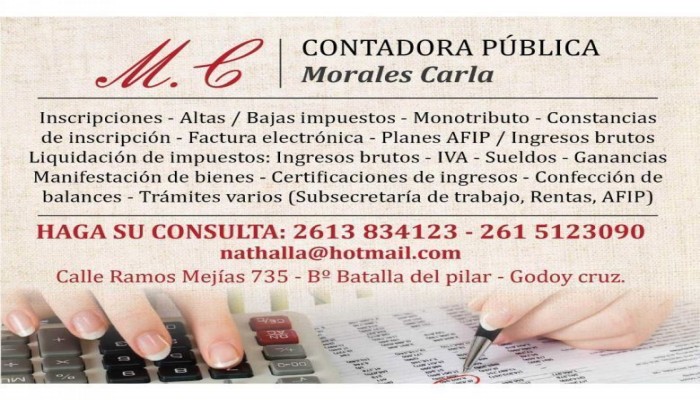 M. C
CONTADORA PÚBLICA
Morales Carla
Inscripciones - Altas / Bajas impuestos - Monotributo - Constancias
de inscripción - Factura electrónica - Planes AFIP / Ingresos brutos
Liquidación de impuestos: Ingresos brutos - IVA - Sueldos - Ganancias
Manifestación de bienes - Certificaciones de ingresos - Confección de
balances - Trámites varios (Subsecretaría de trabajo, Rentas, AFIP)
HAGA SU CONSULTA: 2613 834123 - 261 5123090
nathalla@hotmail.com
Calle Ramos Mejías 735 - Bº Batalla del pilar - Godoy cruz.